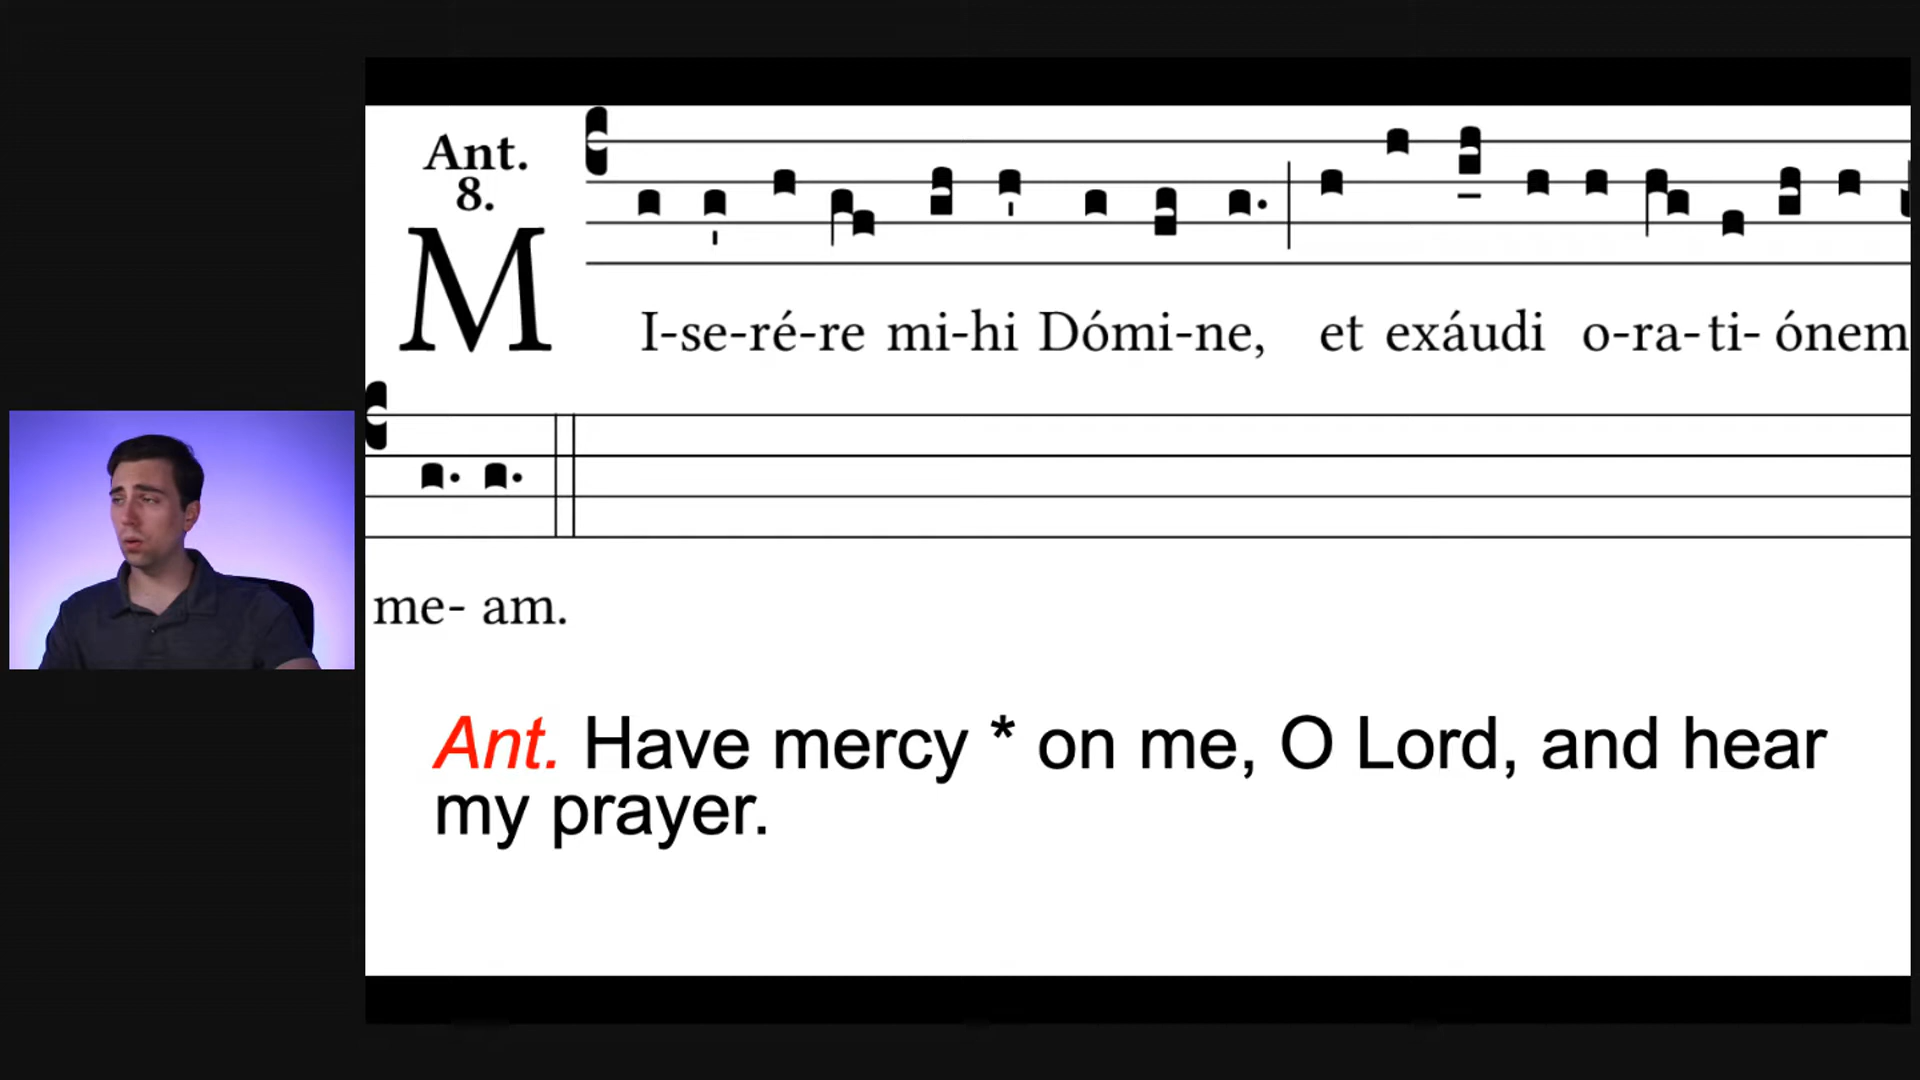 Ant.
8.
MI-se-ré-re mi-hi Dómi-ne, et exáudi o-ra-ti- ónem
me- am.
Ant. Have mercy * on me, O Lord, and hear
my prayer.